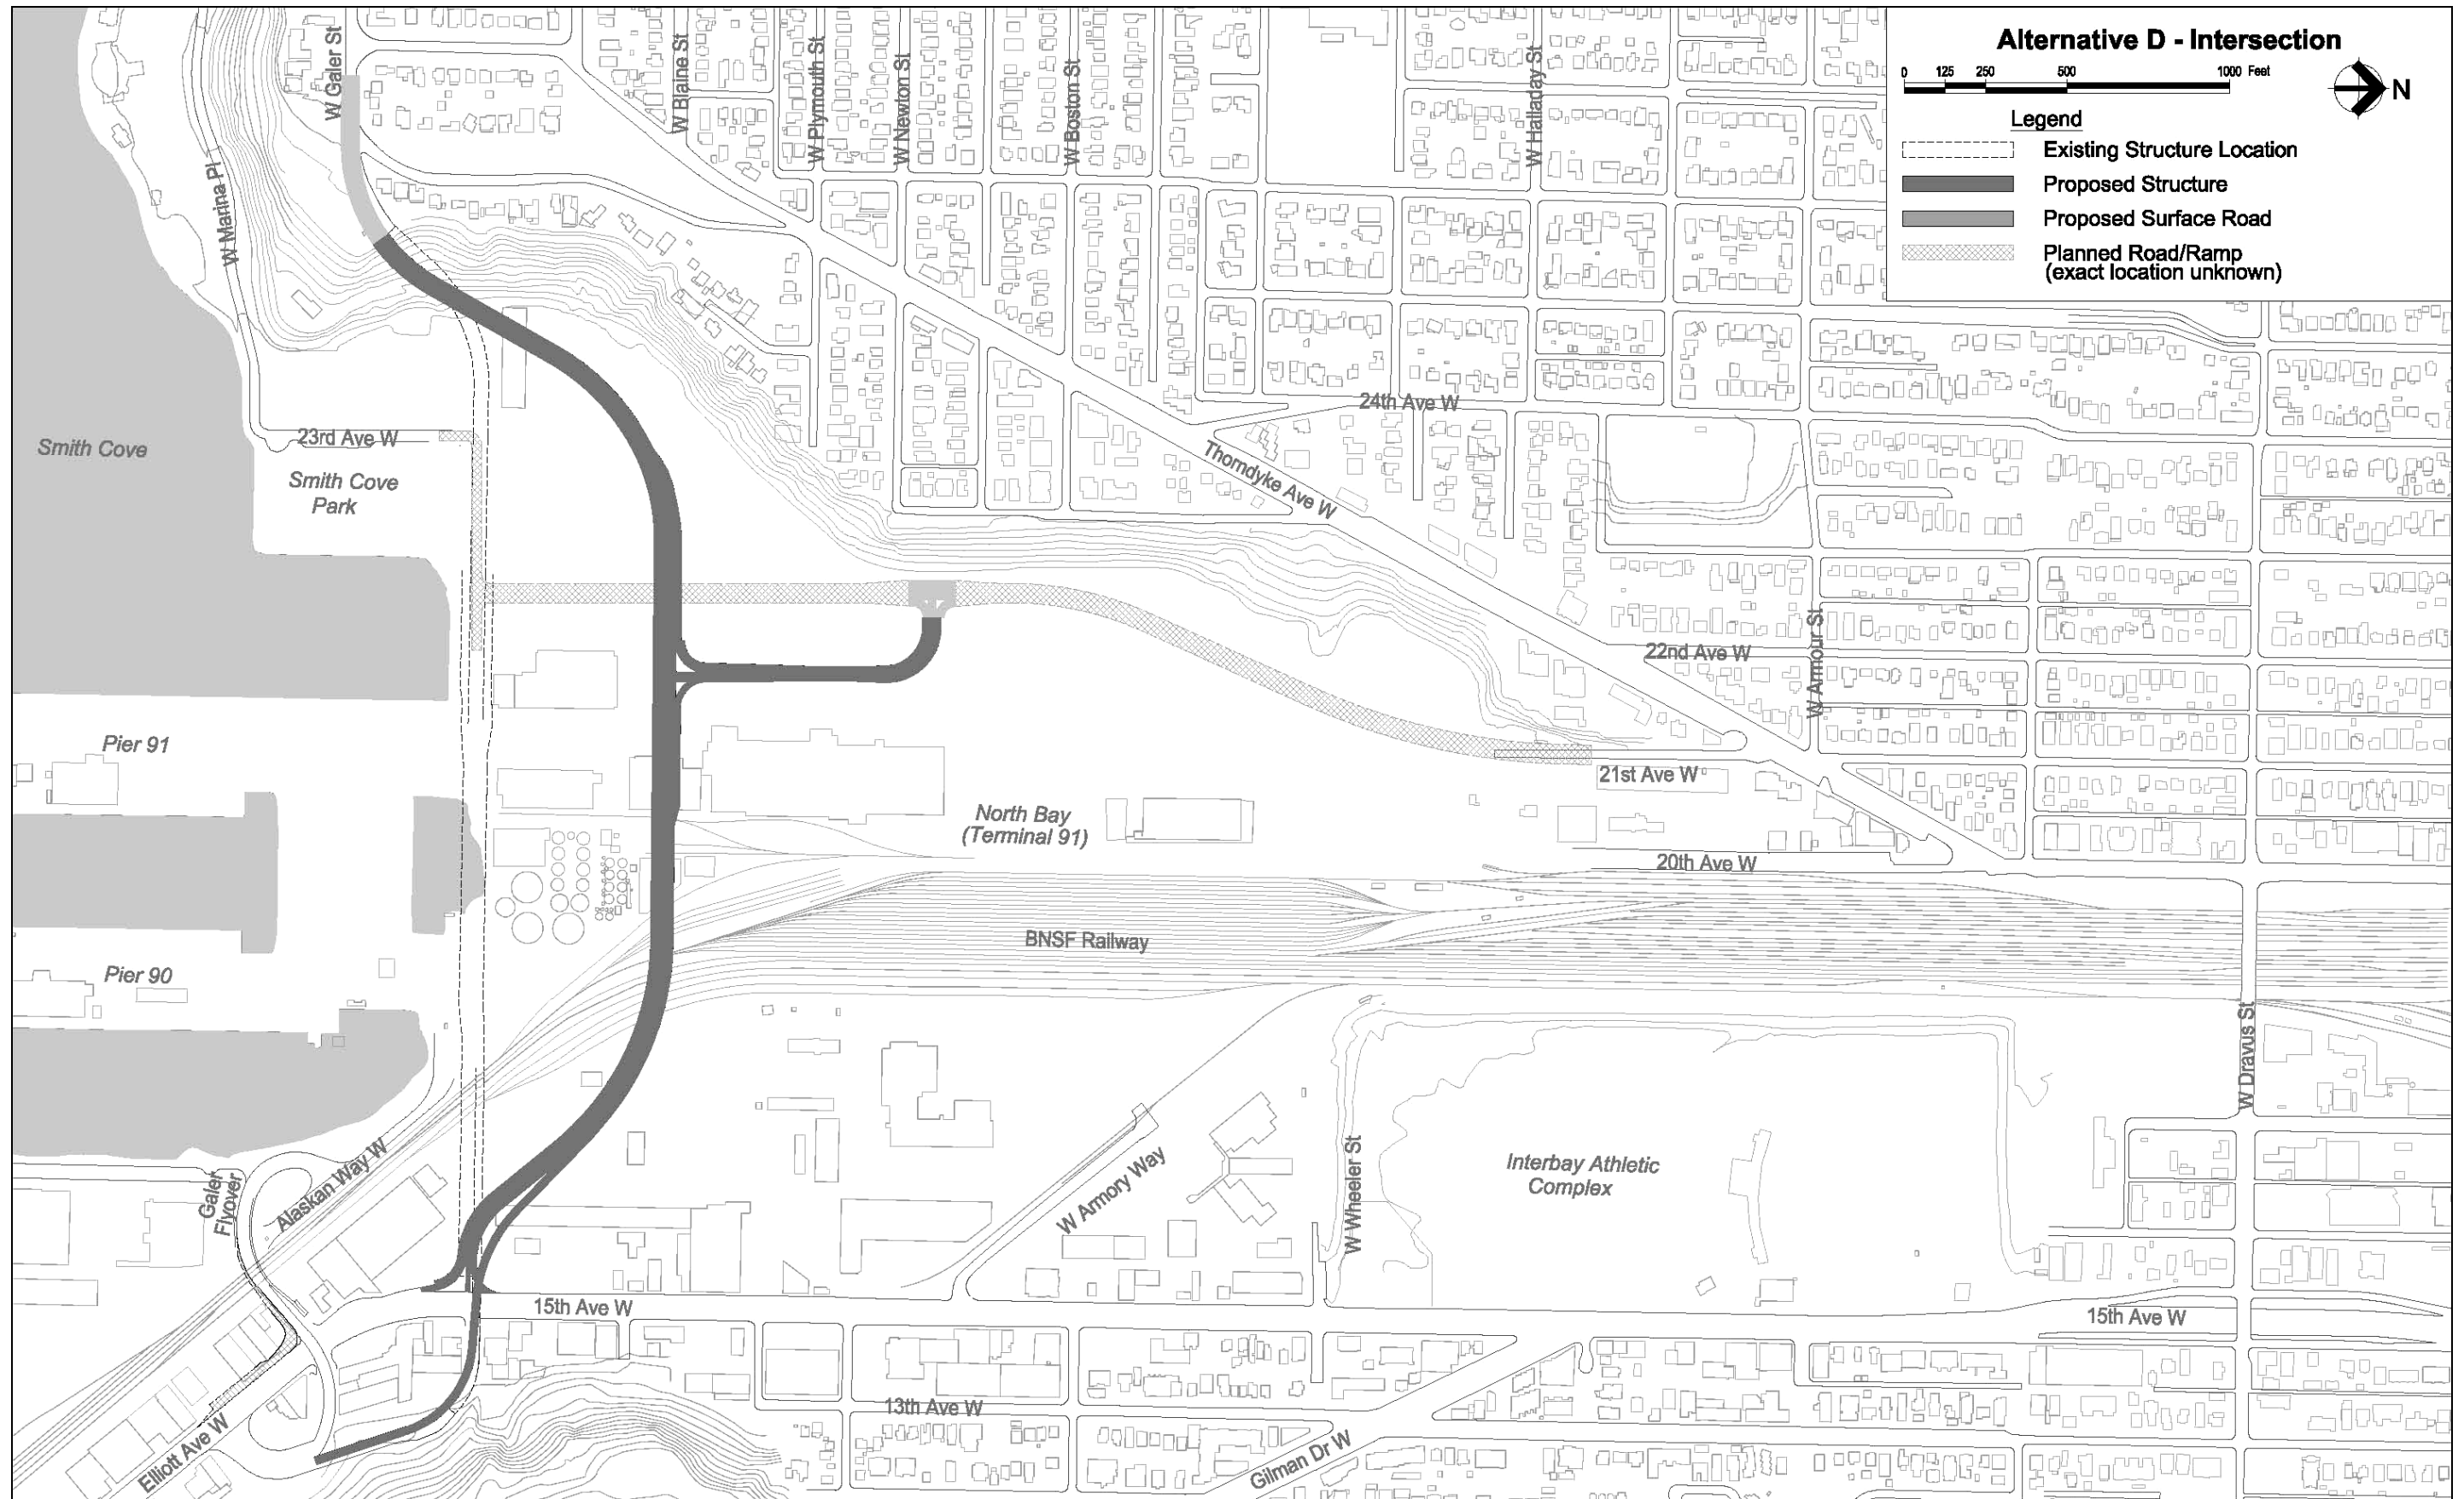 Alternative D - Intersection
0 125 250 500 1000 Feet
N
Legend
Existing Structure Location
Proposed Structure
Proposed Surface Road
Planned Road/Ramp
(exact location unknown)
W Galer St
W Blaine St
W Plymouth St
W Newton St
W Boston St
W Halladay St
W Marina Pl
24th Ave W
Thorndyke Ave W
23rd Ave W
Smith Cove
Smith Cove
Park
22nd Ave W
W Armour St
Pier 91
21st Ave W
North Bay
(Terminal 91)
20th Ave W
BNSF Railway
Pier 90
W Dravus St
Galer
Flyover
Alaskan Way W
W Armory Way
W Wheeler St
Interbay Athletic
Complex
15th Ave W
15th Ave W
13th Ave W
Elliott Ave W
Gilman Dr W